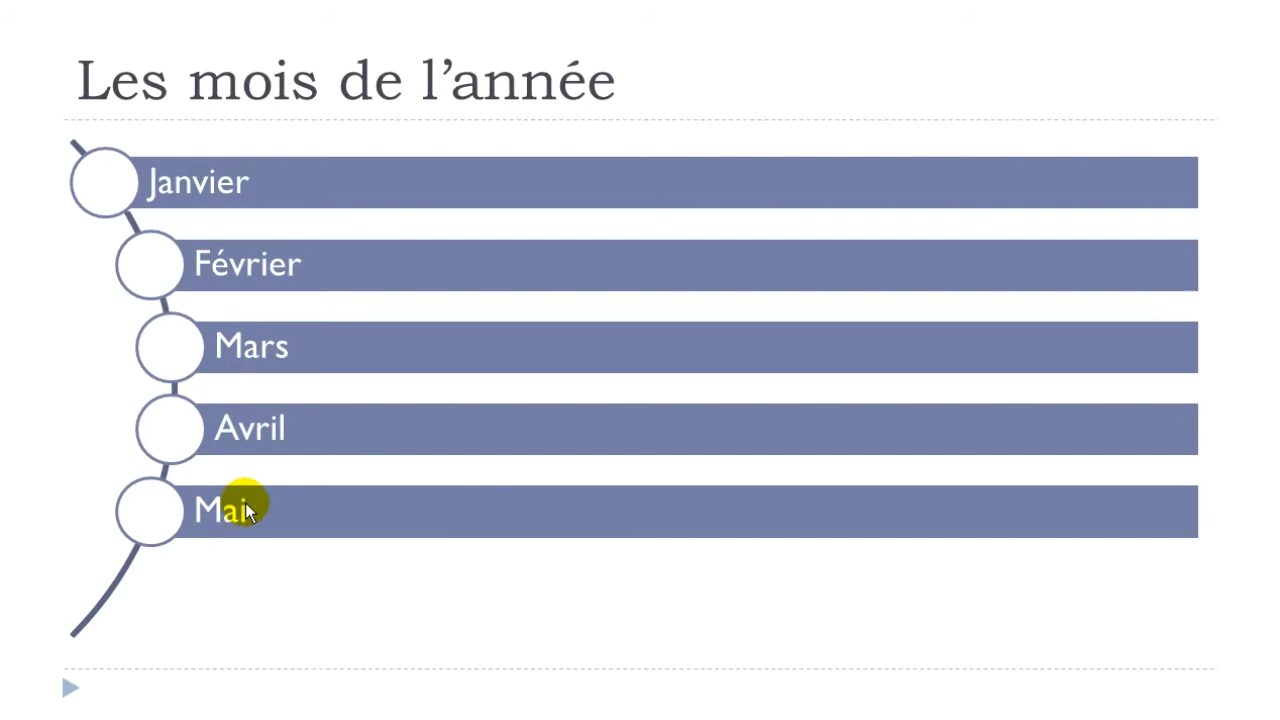 Les mois de l’année
Janvier
Février
Mars
Avril
Mai